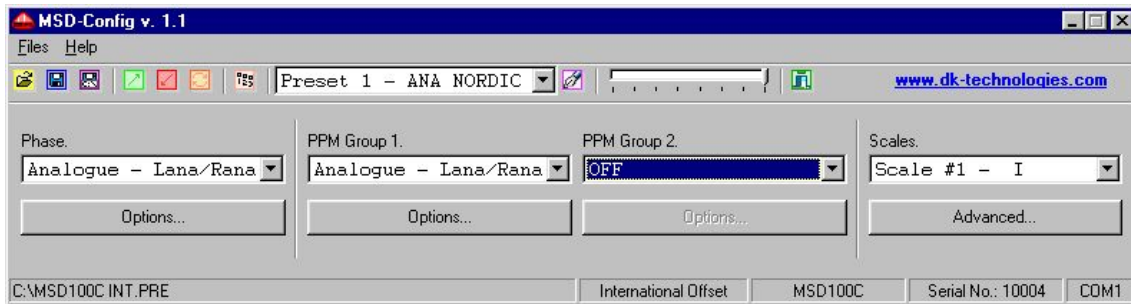 MSD-Config v. 1.1
Files Help
Preset 1 - ANA NORDIC www.dk-technologies.com
Phase. PPM Group 1. PPM Group 2. Scales.
Analogue - Lana/Rana Analogue - Lana/Rana OFF Scale #1 - I
Options... Options... Options... Advanced...
C:\MSD100C INT.PRE International Offset MSD100C Serial No.: 10004 COM1